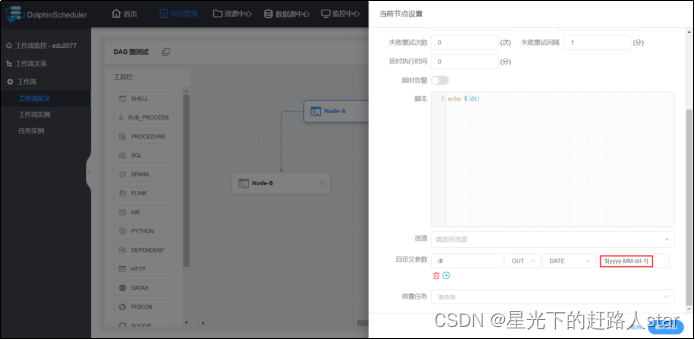 DolphinScheduler
首页
项目管理
资源中心
数据源中心
监控中心
工作流监控 - edu2077
工作流关系
工作流
工作流定义
工作流实例
任务实例
DAG 图测试
工具栏
SHELL
SUB_PROCESS
PROCEDURE
SQL
SPARK
FLINK
MR
PYTHON
DEPENDENT
HTTP
DATAX
PIGEON
SQOOP
Node-A
Node-B
当前节点设置
失败重试次数 0 (次) 失败重试间隔 1 (分)
延时执行时间 0 (分)
超时告警
脚本
1 echo ${dt}
资源 请选择资源
自定义参数 dt OUT DATE $[yyyy-MM-dd-1]
前置任务 请选择
CSDN @星光下的赶路人star